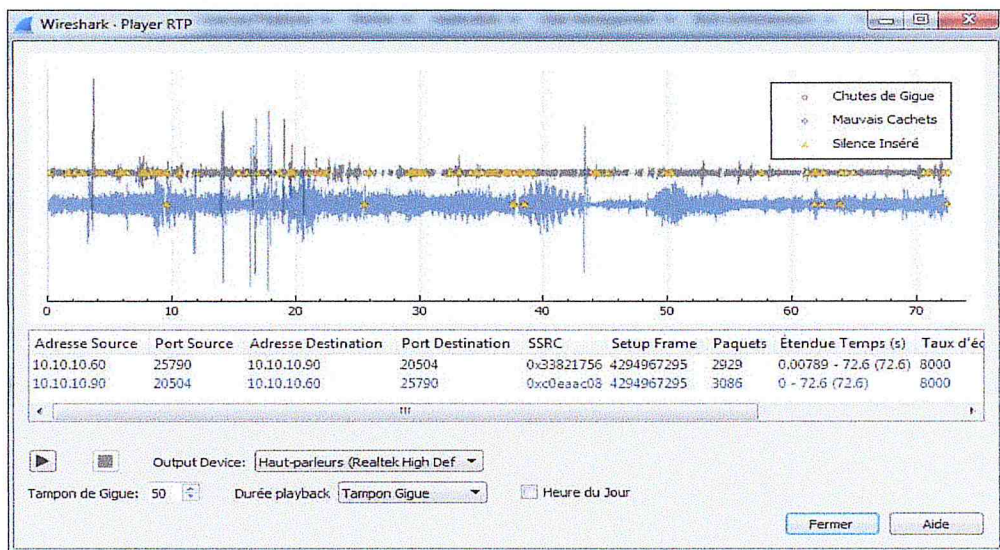 Wireshark · Player RTP
Chutes de Gigue
Mauvais Cachets
Silence Inséré
0 10 20 30 40 50 60 70
Adresse Source Port Source Adresse Destination Port Destination SSRC Setup Frame Paquets Étendue Temps (s) Taux d'éc
10.10.10.60 25790 10.10.10.90 20504 0x33821756 4294967295 2929 0.00789 - 72.6 (72.6) 8000
10.10.10.90 20504 10.10.10.60 25790 4294967295 3086 0 - 72.6 (72.6) 8000
Output Device: Haut-parleurs (Realtek High Def
Tampon de Gigue: 50 Durée playback Tampon Gigue Heure du Jour
Fermer Aide